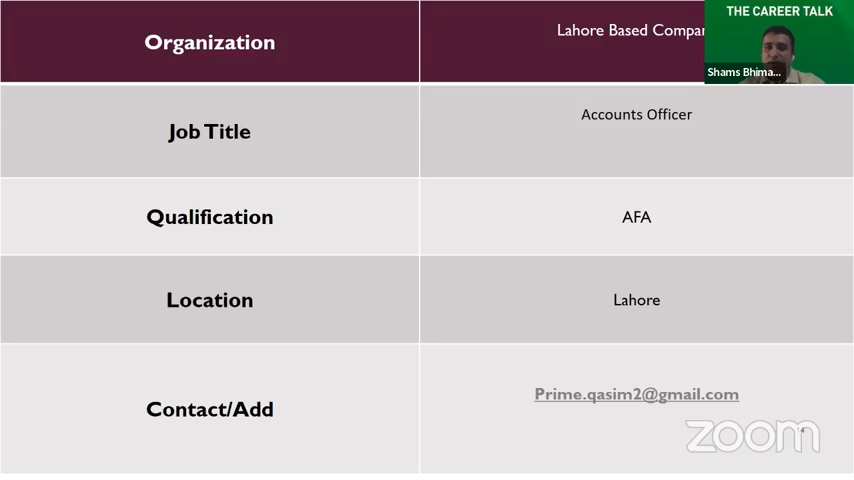 THE CAREER TALK
Organization
Lahore Based
Shams Bhima...
Job Title
Accounts Officer
Qualification
AFA
Location
Lahore
Contact/Add
Prime.qasim2@gmail.com
zoom